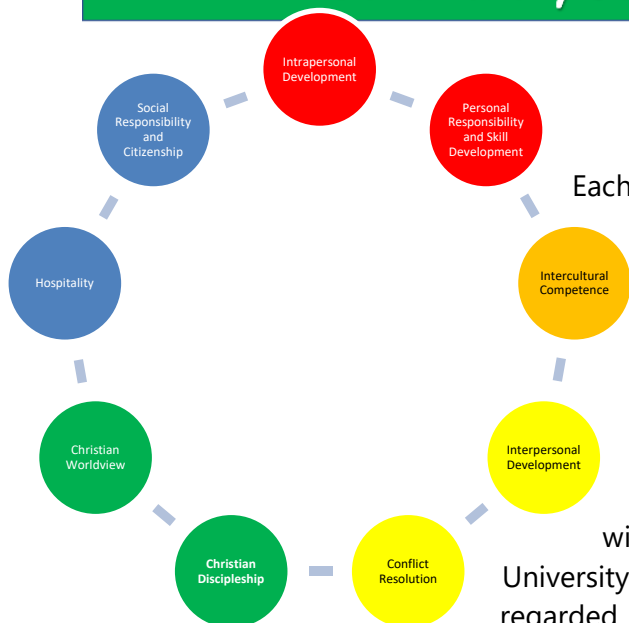 Intrapersonal
Development
Personal
Responsibility
and Skill
Development
Social
Responsibility
and
Citizenship
Each
Intercultural
Competence
Hospitality
Interpersonal
Development
Christian
Worldview
Christian
Discipleship
Conflict
Resolution
wi
University
regarded